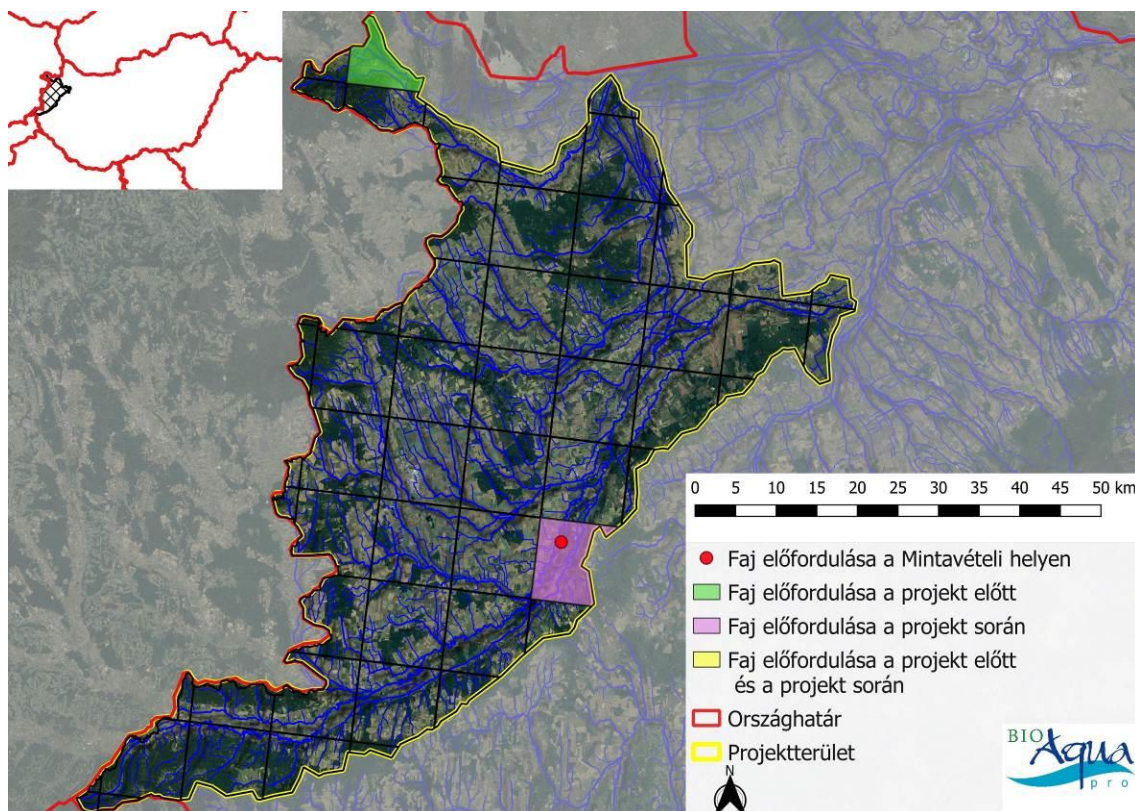 0 5 10 15 20 25 30 35 40 45 50 km
Faj előfordulása a Mintavételi helyen
Faj előfordulása a projekt előtt
Faj előfordulása a projekt során
Faj előfordulása a projekt előtt
és a projekt során
Országhatár
Projektterület
N
BIO
Aqua
pro